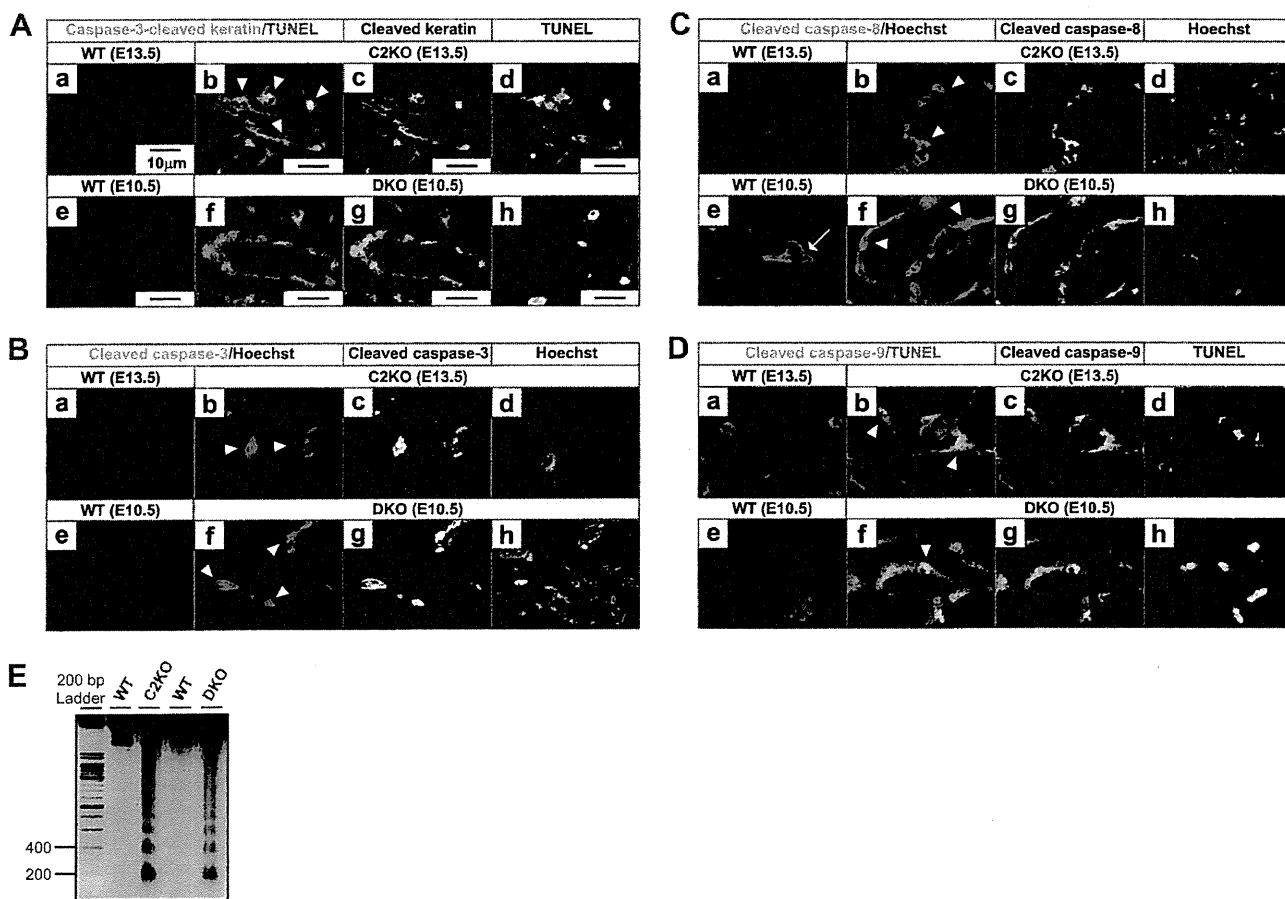 A
Caspase-3-cleaved keratin/TUNEL Cleaved keratin TUNEL
WT (E13.5) C2KO (E13.5)
a b c d
10μm
WT (E10.5) DKO (E10.5)
e f g h
B
Cleaved caspase-3/Hoechst Cleaved caspase-3 Hoechst
WT (E13.5) C2KO (E13.5)
a b c d
WT (E10.5) DKO (E10.5)
e f g h
C
Cleaved caspase-8/Hoechst Cleaved caspase-8 Hoechst
WT (E13.5) C2KO (E13.5)
a b c d
WT (E10.5) DKO (E10.5)
e f g h
D
Cleaved caspase-9/TUNEL Cleaved caspase-9 TUNEL
WT (E13.5) C2KO (E13.5)
a b c d
WT (E10.5) DKO (E10.5)
e f g h
E
200 bp
Ladder WT C2KO WT DKO
400
200